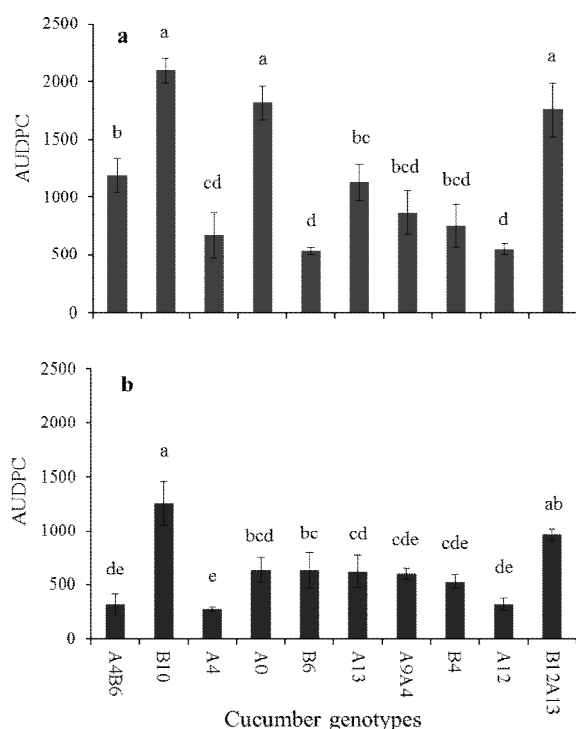 a
2500
2000
1500
1000
500
0
AUDPC
b
a
cd
a
d
bc
bcd
bcd
d
a
b
2500
2000
1500
1000
500
0
AUDPC
de
a
e
bcd
bc
cd
cde
cde
de
ab
A4B6
B10
A4
A0
B6
A13
A9A4
B4
A12
B12A13
Cucumber genotypes